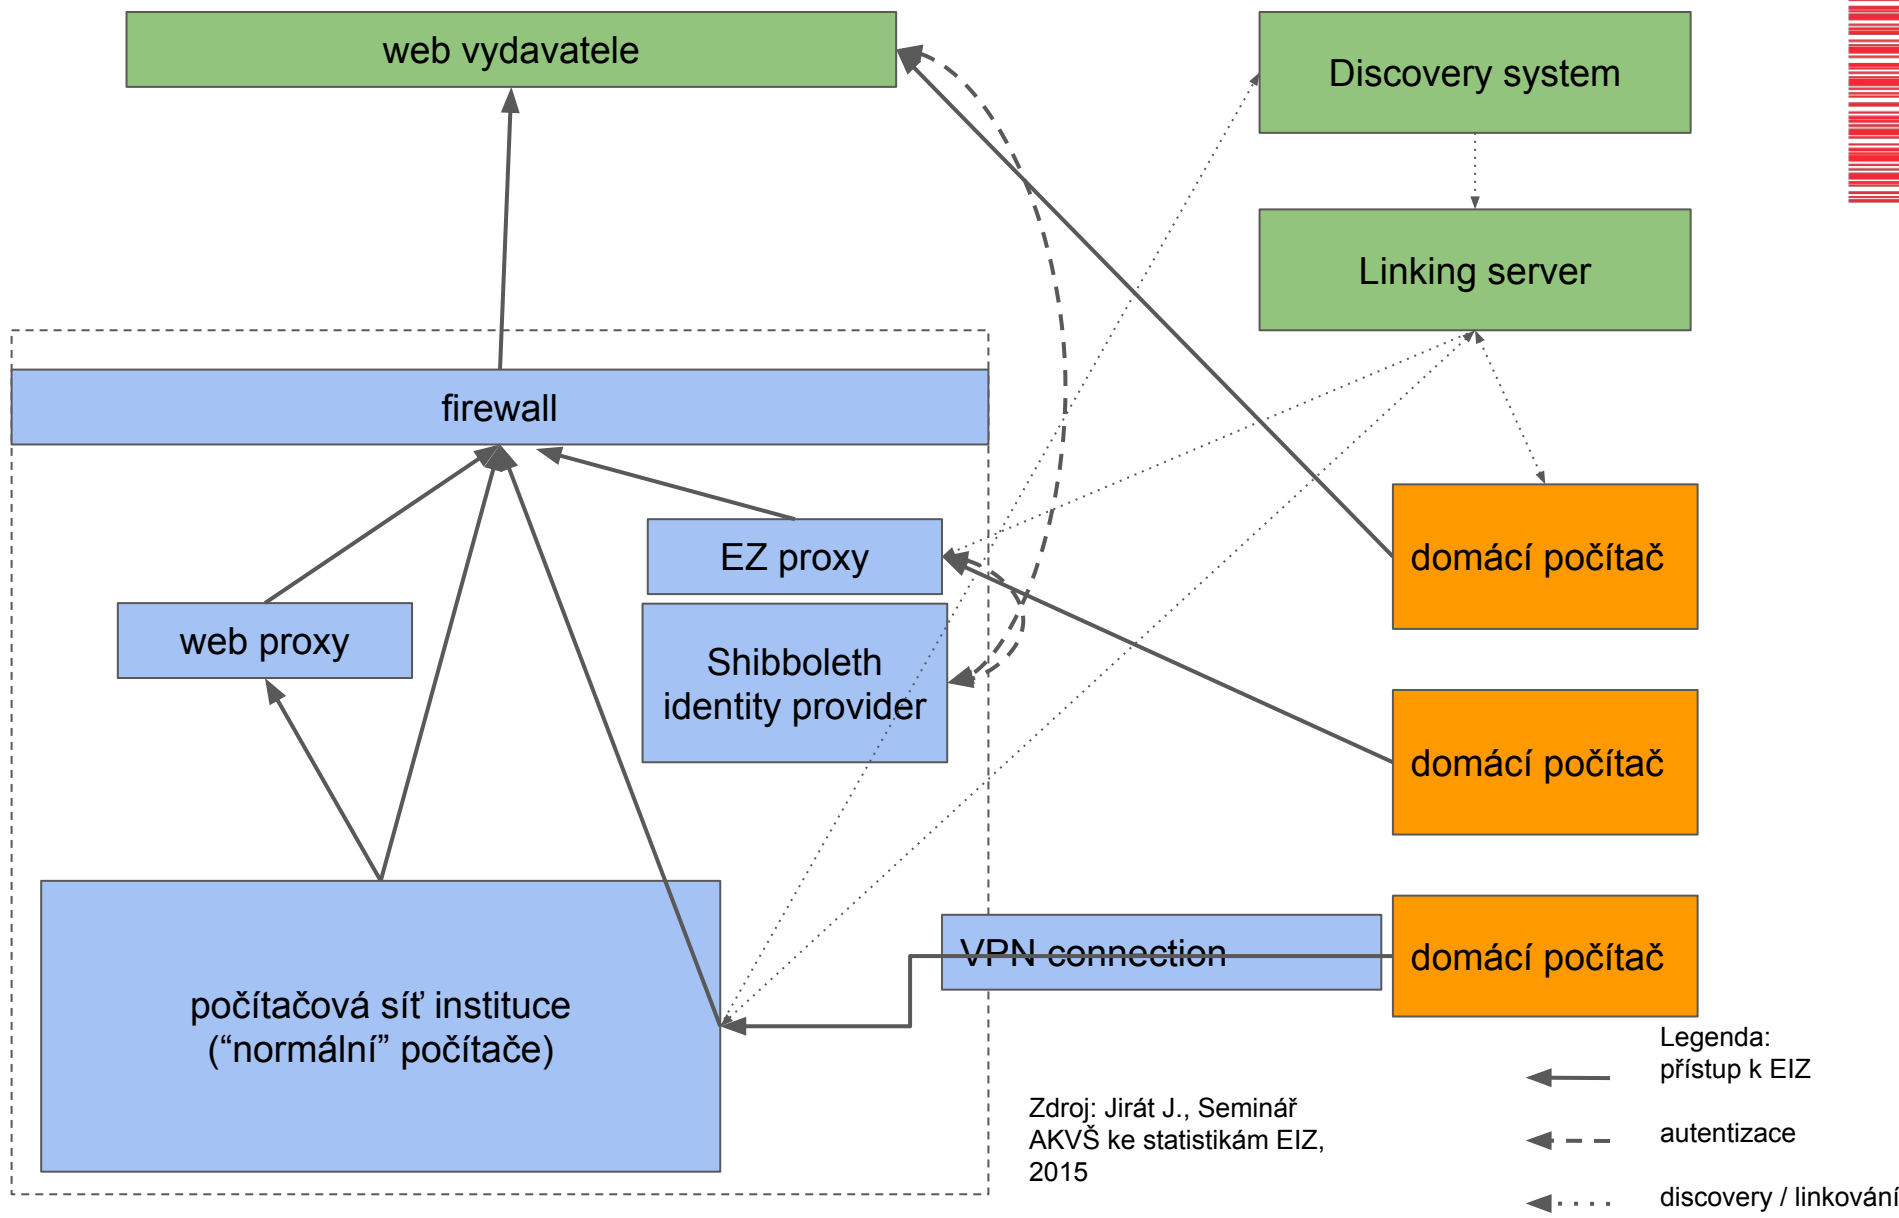 web vydavatele
Discovery system
Linking server
firewall
EZ proxy
domácí počítač
web proxy
Shibboleth
identity provider
domácí počítač
VPN connection
domácí počítač
počítačová síť instituce
(“normální” počítače)
Legenda:
přístup k EIZ
Zdroj: Jirát J., Seminář
AKVŠ ke statistikám EIZ,
2015
autentizace
discovery / linkování